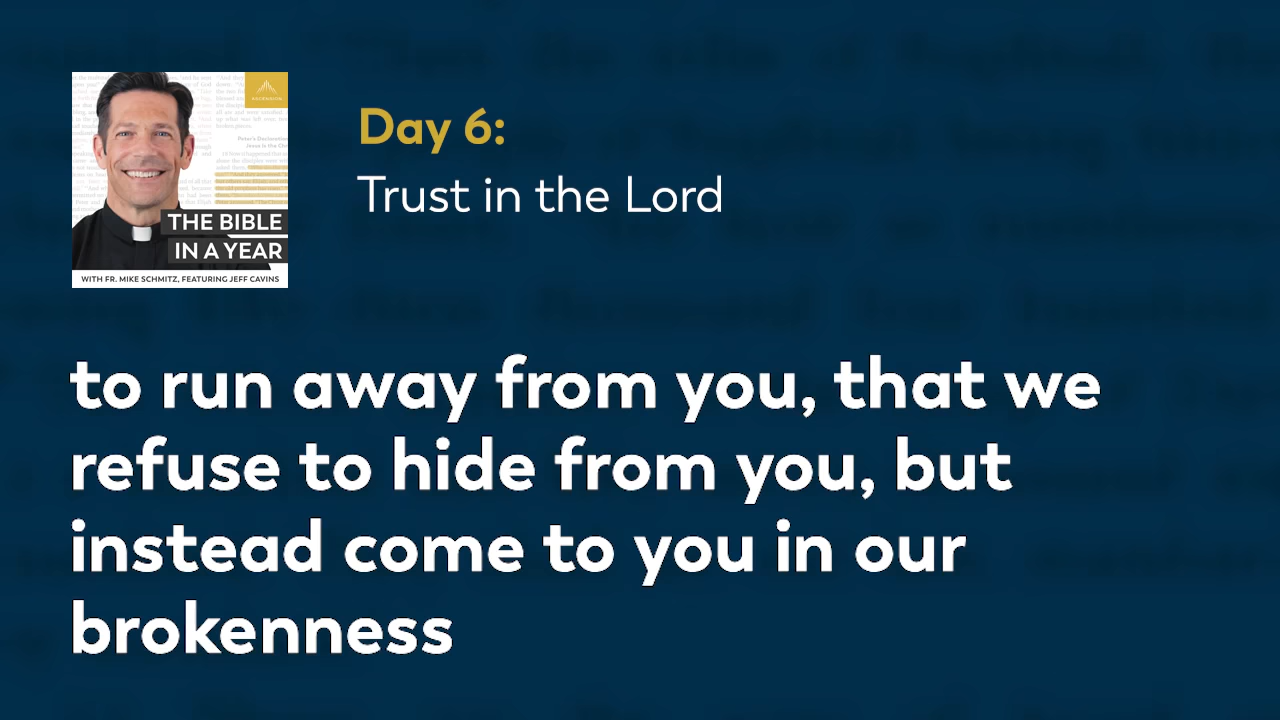 ASCENSION
THE BIBLE
IN A YEAR
WITH FR. MIKE SCHMITZ, FEATURING JEFF CAVINS
Day 6:
Trust in the Lord
to run away from you, that we
refuse to hide from you, but
instead come to you in our
brokenness